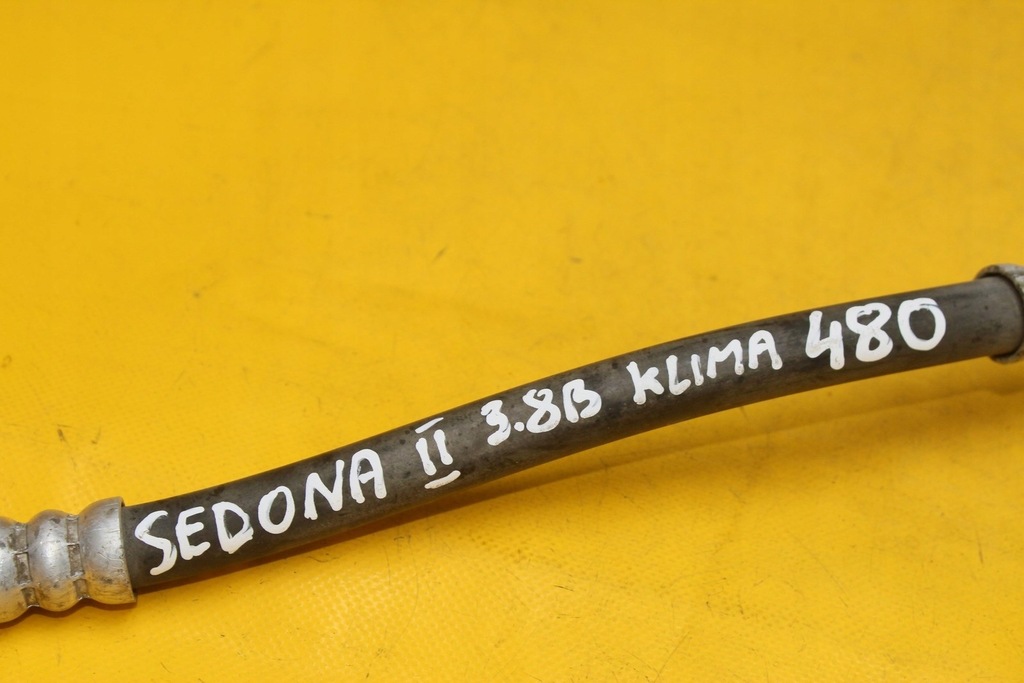 SEDONA II 3.8B KLIMA 480